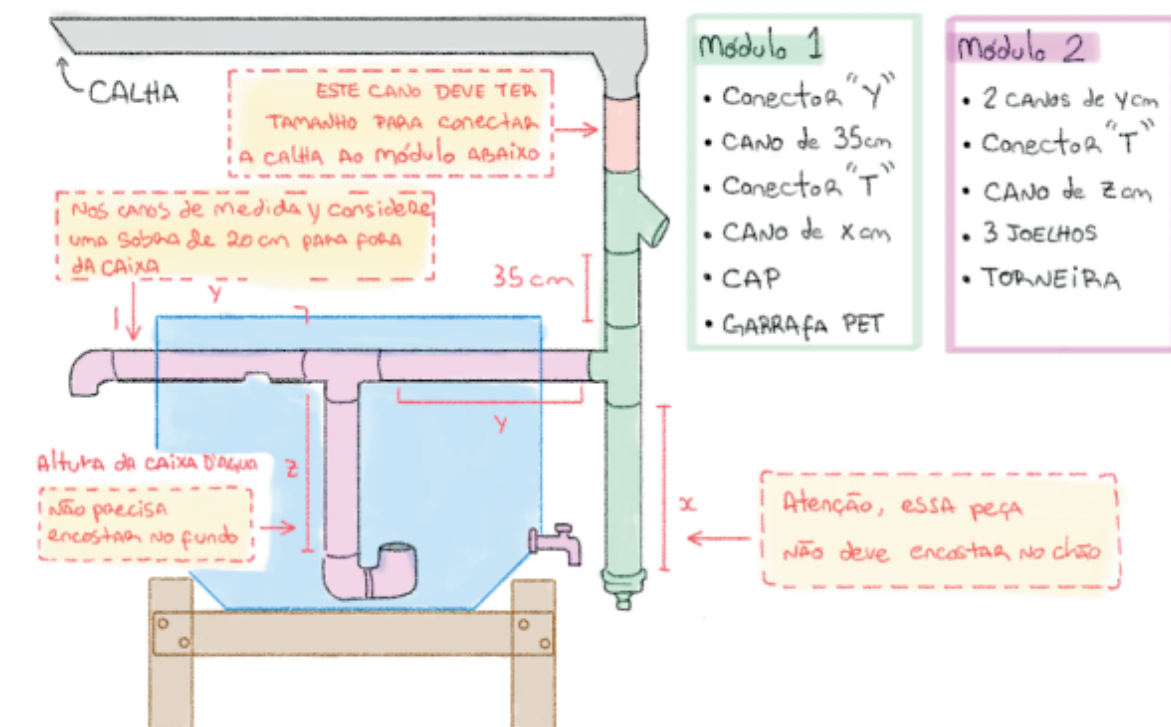 CALHA
ESTE CANO DEVE TER
TAMANHO PARA CONECTAR
A CALHA AO MÓDULO ABAIXO
Nos canos de medida y considere
uma sobra de 20 cm para fora
da caixa
y
35 cm
y
Altura da caixa D'água
z
Não precisa
encostar no fundo
x
Atenção, essa peça
não deve encostar no chão
Módulo 1
• Conector "Y"
• CANO de 35cm
• Conector "T"
• CANO de x cm
• CAP
• GARRAFA PET
Módulo 2
• 2 canos de y cm
• Conector "T"
• CANO de z cm
• 3 JOELHOS
• TORNEIRA